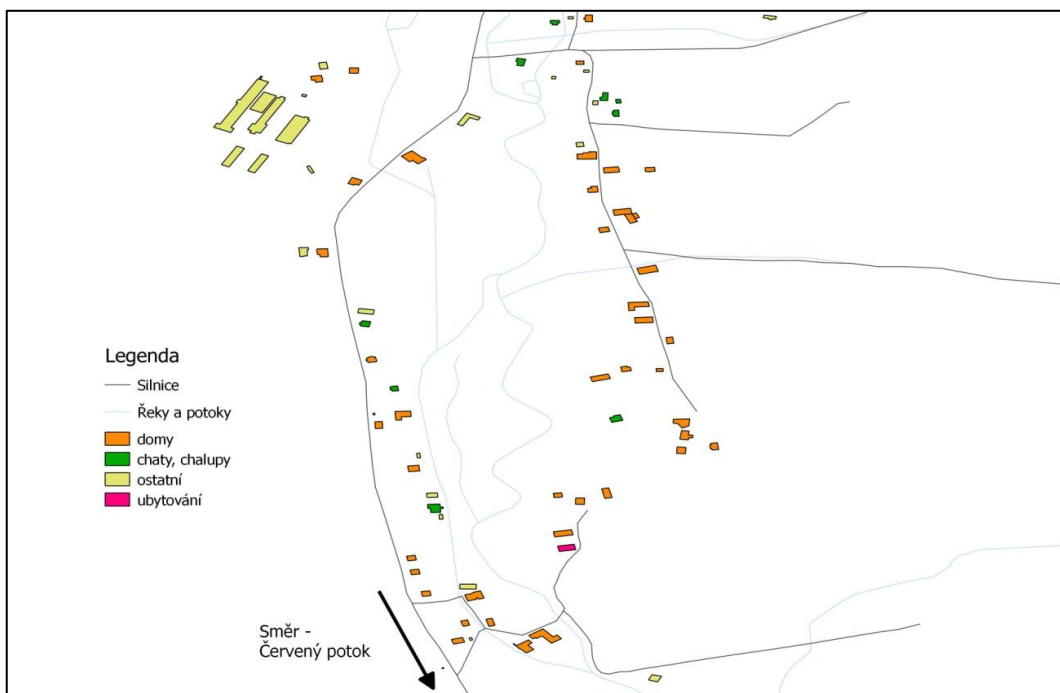 Legenda
Silnice
Řeky a potoky
domy
chaty, chalupy
ostatní
ubytování
Směr -
Červený potok